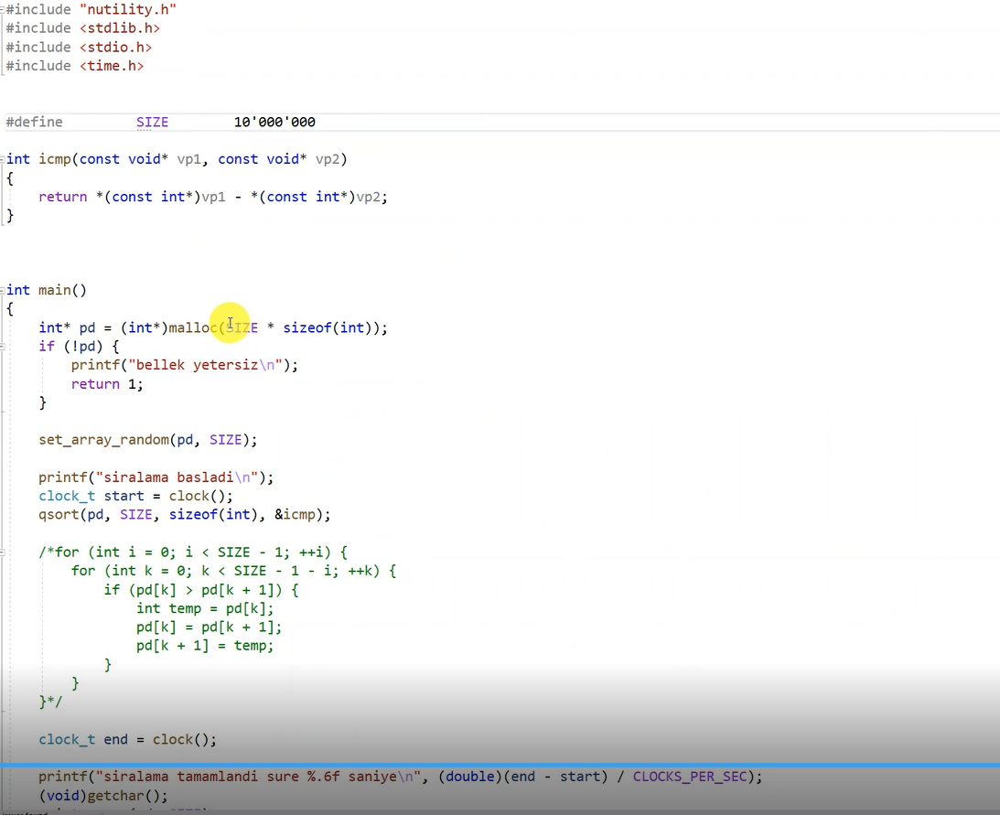 #include "nutility.h"
#include <stdlib.h>
#include <stdio.h>
#include <time.h>
#define SIZE 10'000'000
int icmp(const void* vp1, const void* vp2)
{
return *(const int*)vp1 - *(const int*)vp2;
}
int main()
{
int* pd = (int*)malloc(SIZE * sizeof(int));
if (!pd) {
printf("bellek yetersiz\n");
return 1;
}
set_array_random(pd, SIZE);
printf("siralama basladi\n");
clock_t start = clock();
qsort(pd, SIZE, sizeof(int), &icmp);
/*for (int i = 0; i < SIZE - 1; ++i) {
for (int k = 0; k < SIZE - 1 - i; ++k) {
if (pd[k] > pd[k + 1]) {
int temp = pd[k];
pd[k] = pd[k + 1];
pd[k + 1] = temp;
}
}
}*/
clock_t end = clock();
printf("siralama tamamlandi sure %.6f saniye\n", (double)(end - start) / CLOCKS_PER_SEC);
(void)getchar();